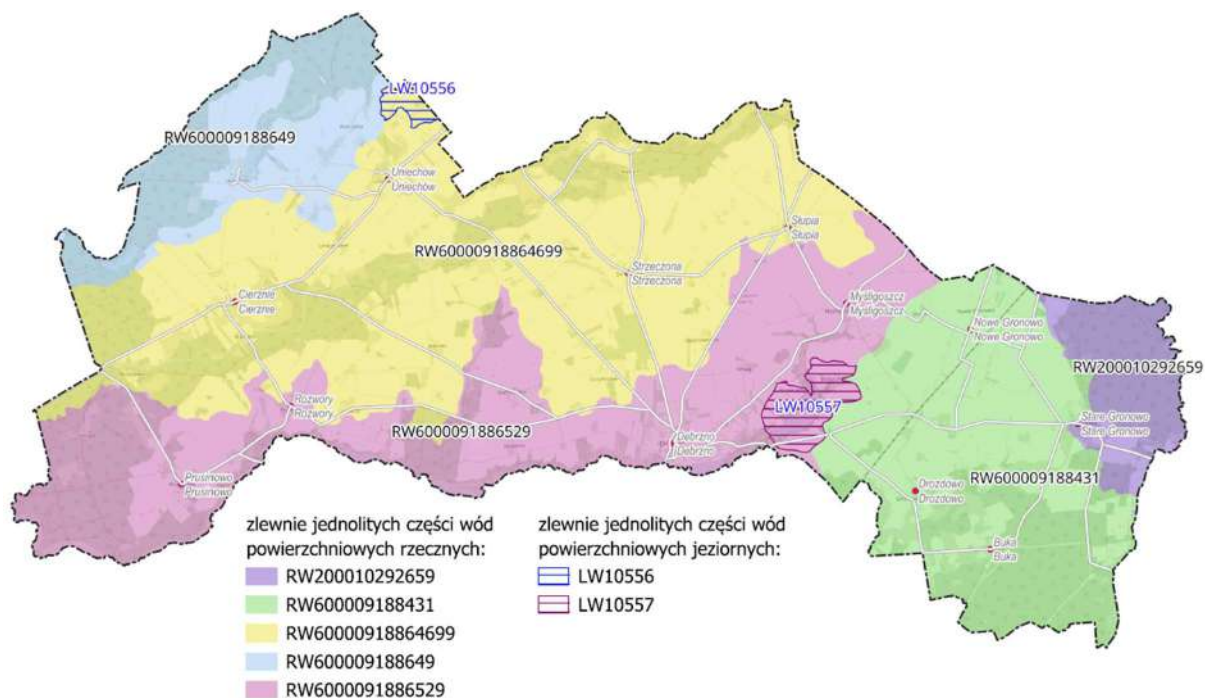 LW10556
RW600009188649
Uniechów
Uniechów
RW60000918864699
Słupia
Słupia
Strzeczona
Strzeczona
Cierznie
Cierznie
Myśligoszcz
Myśligoszcz
Nowe Gronowo
Nowe Gronowo
RW200010292659
Rozwory
Rozwory
LW10557
RW6000091886529
Debrzno
Debrzno
Stare Gronowo
Stare Gronowo
RW600009188431
Prusinowo
Prusinowo
Drozdowo
Drozdowo
Buka
Buka
zlewnie jednolitych części wód
powierzchniowych rzecznych:
RW200010292659
RW600009188431
RW60000918864699
RW600009188649
RW6000091886529
zlewnie jednolitych części wód
powierzchniowych jeziornych:
LW10556
LW10557